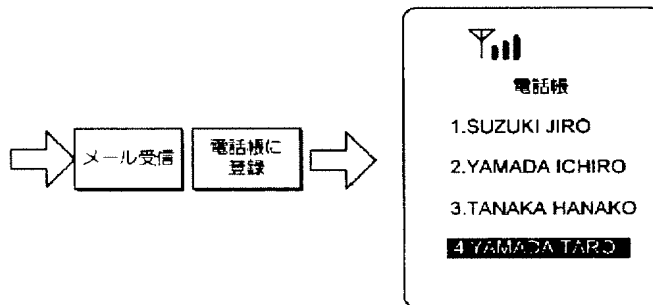 メール受信
電話帳に
登録
電話帳
1.SUZUKI JIRO
2.YAMADA ICHIRO
3.TANAKA HANAKO
4.YAMADA TARO